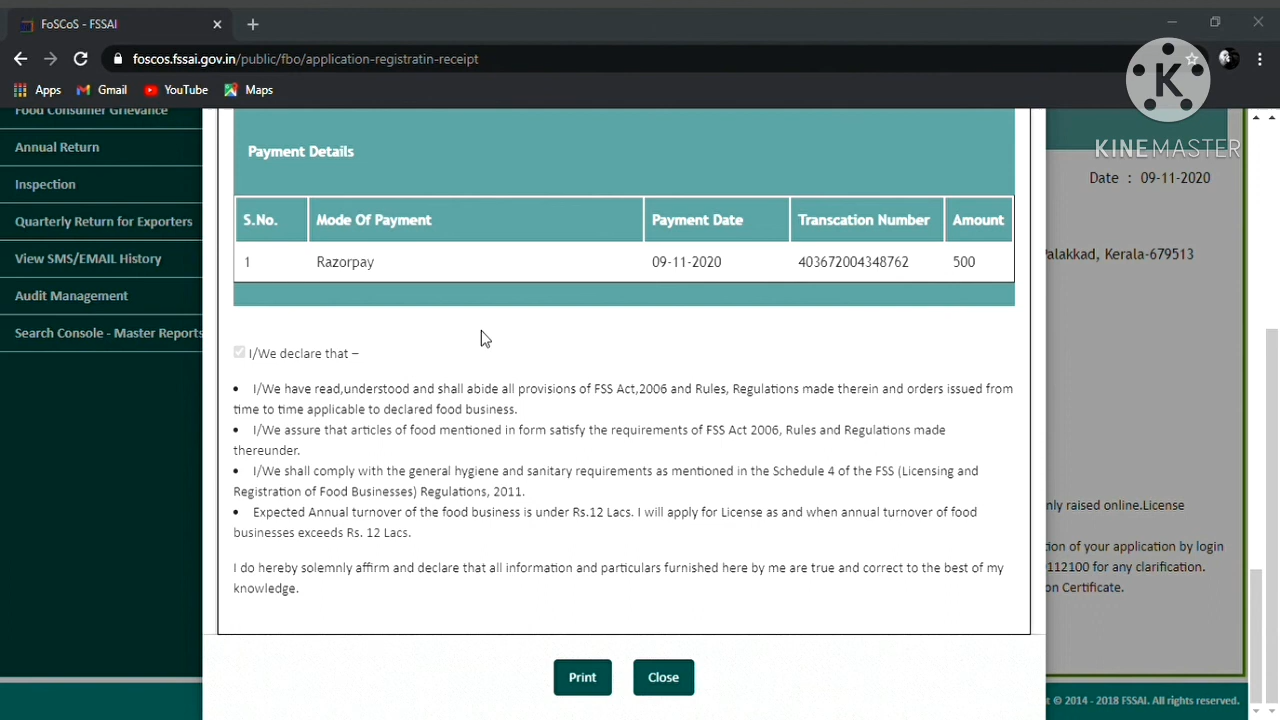 FoSCoS - FSSAI
foscos.fssai.gov.in/public/fbo/application-registratin-receipt
Apps Gmail YouTube Maps
K
KINEMASTER
Food Consumer Grievance
Annual Return
Inspection
Quarterly Return for Exporters
View SMS/EMAIL History
Audit Management
Search Console - Master Reports
Payment Details
S.No. Mode Of Payment Payment Date Transcation Number Amount
1 Razorpay 09-11-2020 403672004348762 500
I/We declare that –
• I/We have read,understood and shall abide all provisions of FSS Act,2006 and Rules, Regulations made therein and orders issued from
time to time applicable to declared food business.
• I/We assure that articles of food mentioned in form satisfy the requirements of FSS Act 2006, Rules and Regulations made
thereunder.
• I/We shall comply with the general hygiene and sanitary requirements as mentioned in the Schedule 4 of the FSS (Licensing and
Registration of Food Businesses) Regulations, 2011.
• Expected Annual turnover of the food business is under Rs.12 Lacs. I will apply for License as and when annual turnover of food
businesses exceeds Rs. 12 Lacs.
I do hereby solemnly affirm and declare that all information and particulars furnished here by me are true and correct to the best of my
knowledge.
Print Close
Date : 09-11-2020
alakkad, Kerala-679513
nly raised online.License
tion of your application by login
0112100 for any clarification.
on Certificate.
t © 2014 - 2018 FSSAI. All rights reserved.